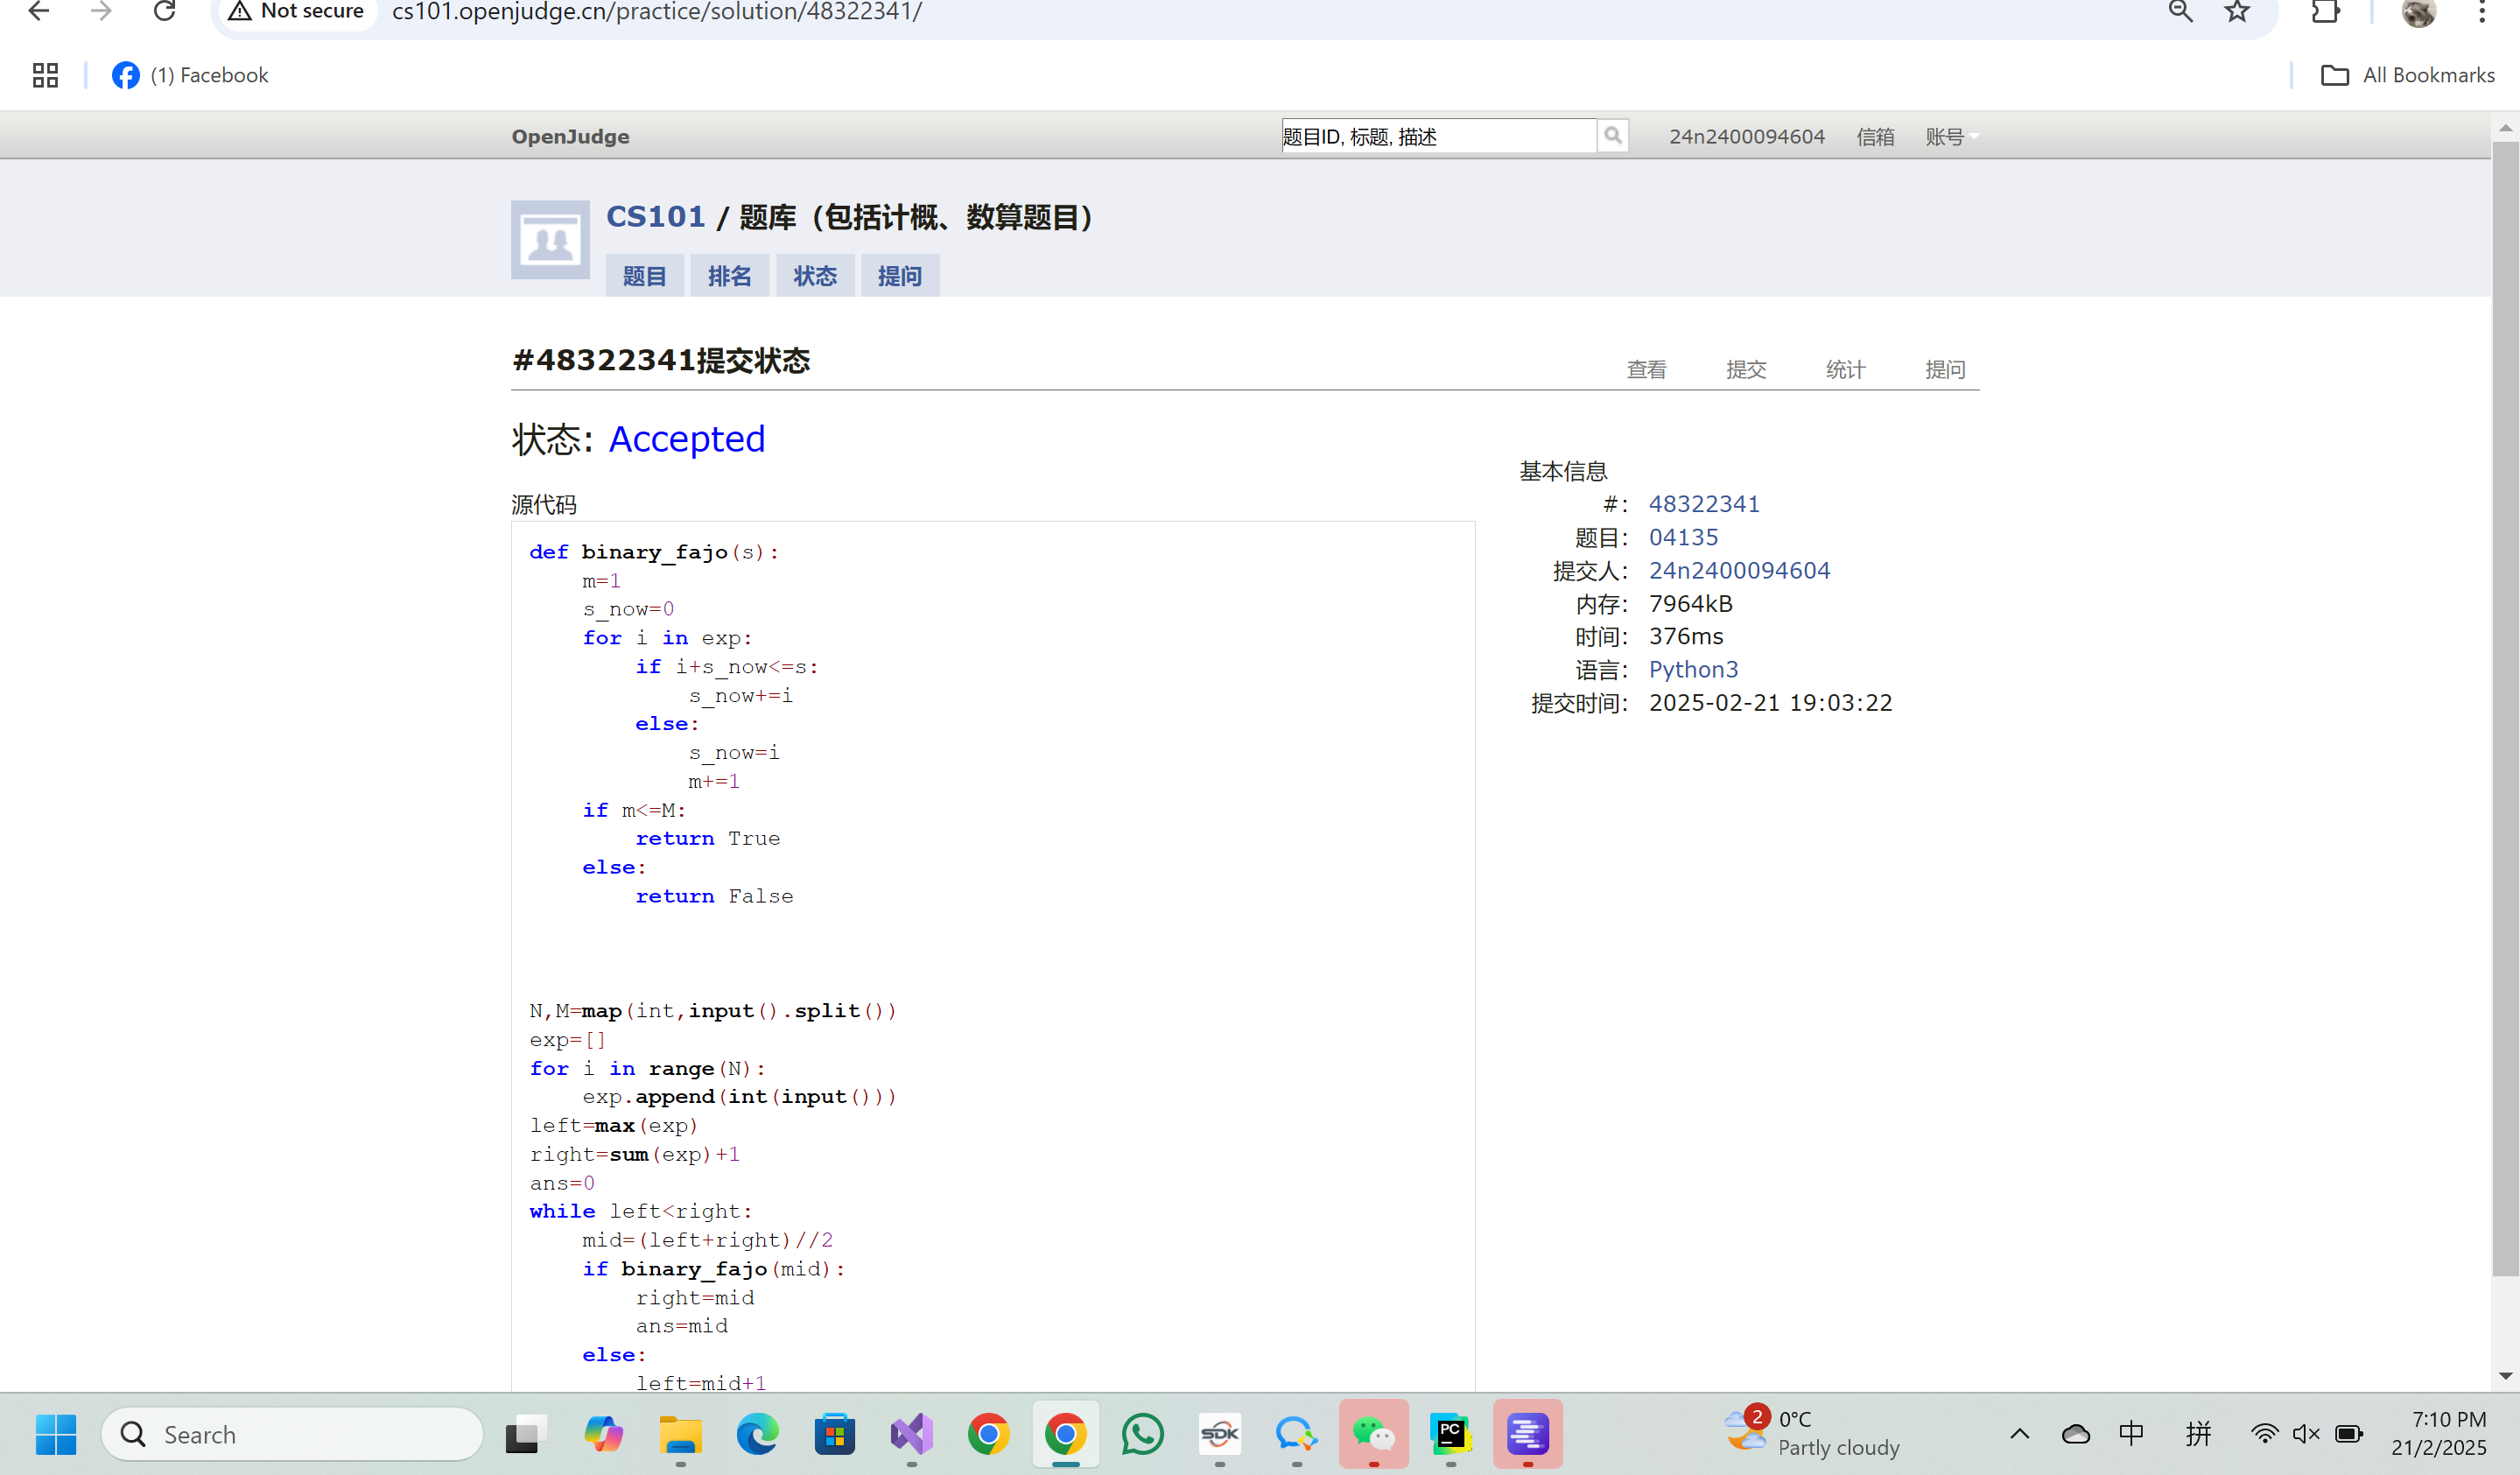 Not secure cs101.openjudge.cn/practice/solution/48322341/
(1) Facebook All Bookmarks
OpenJudge 题目ID, 标题, 描述 24n2400094604 信箱 账号
CS101 / 题库（包括计概、数算题目）
题目 排名 状态 提问
#48322341提交状态 查看 提交 统计 提问
状态: Accepted
源代码
def binary_fajo(s):
    m=1
    s_now=0
    for i in exp:
        if i+s_now<=s:
            s_now+=i
        else:
            s_now=i
            m+=1
    if m<=M:
        return True
    else:
        return False
N,M=map(int,input().split())
exp=[]
for i in range(N):
    exp.append(int(input()))
left=max(exp)
right=sum(exp)+1
ans=0
while left<right:
    mid=(left+right)//2
    if binary_fajo(mid):
        right=mid
        ans=mid
    else:
        left=mid+1
基本信息
#: 48322341
题目: 04135
提交人: 24n2400094604
内存: 7964kB
时间: 376ms
语言: Python3
提交时间: 2025-02-21 19:03:22
Search
SDK
PC
2
0°C
Partly cloudy
中
拼
7:10 PM
21/2/2025